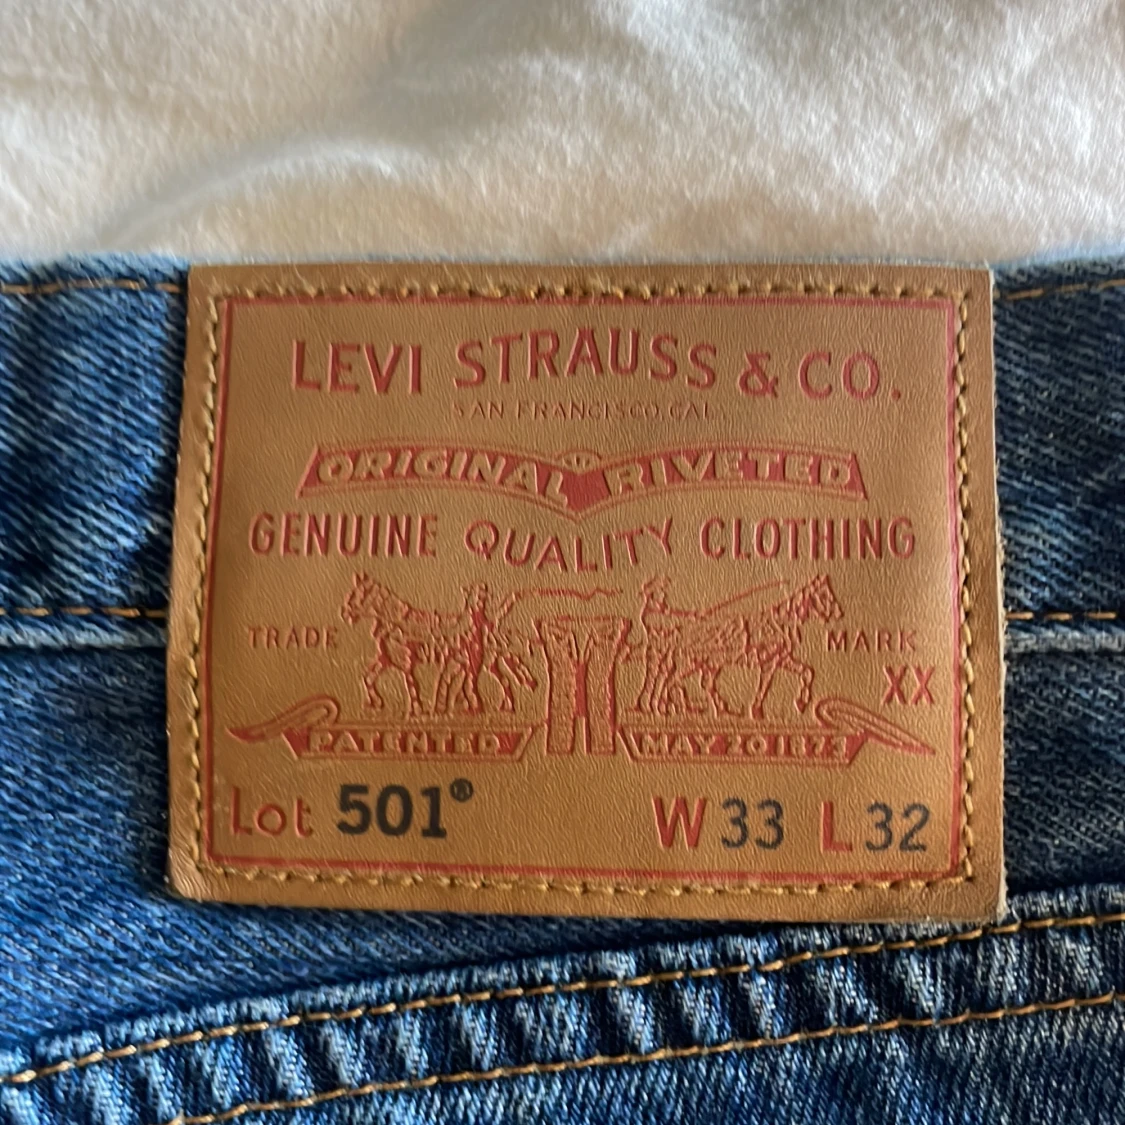 LEVI STRAUSS & CO.
SAN FRANCISCO, CAL.
ORIGINAL RIVETED
GENUINE QUALITY CLOTHING
TRADE MARK
XX
PATENTED MAY 20 1873
Lot 501® W33 L32